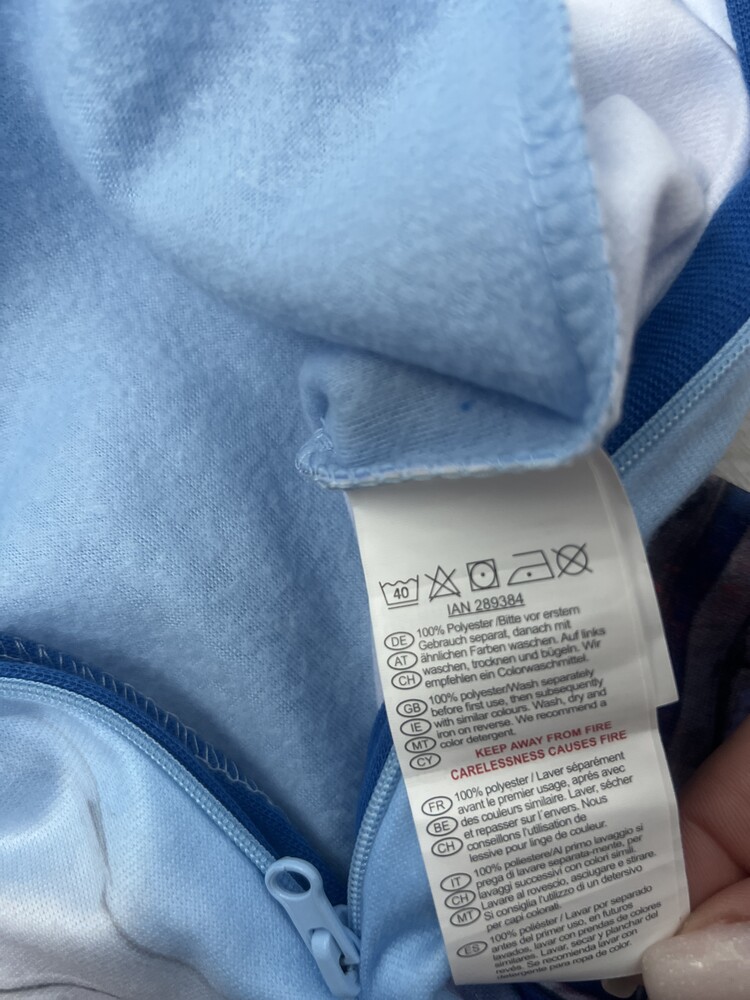 40
IAN 289384
DE 100% Polyester /Bitte vor erstem
AT Gebrauch separat, danach mit
ähnlichen Farben waschen. Auf links
CH waschen, trocknen und bügeln. Wir
empfehlen ein Colorwaschmittel.
GB 100% polyester/Wash separately
before first use, then subsequently
IE with similar colours. Wash, dry and
MT iron on reverse. We recommend a
CY color detergent.
KEEP AWAY FROM FIRE
CARELESSNESS CAUSES FIRE
FR 100% polyester / Laver séparément
avant le premier usage, après avec
BE des couleurs similaire. Laver, sécher
et repasser sur l'envers. Nous
CH conseillons l'utilisation de
lessive pour linge de couleur.
IT 100% poliestere/Al primo lavaggio si
prega di lavare separata-mente, per
CH lavaggi successivi con colori simili.
Lavare al rovescio, asciugare e stirare.
MT Si consiglia l'utilizzo di un detersivo
per capi colorati.
ES 100% poliéster / Lavar por separado
antes del primer uso, en futuros
lavados, lavar con prendas de colores
similares. Lavar, secar y planchar del
revés. Se recomienda lavar con
detergente para ropa de color.